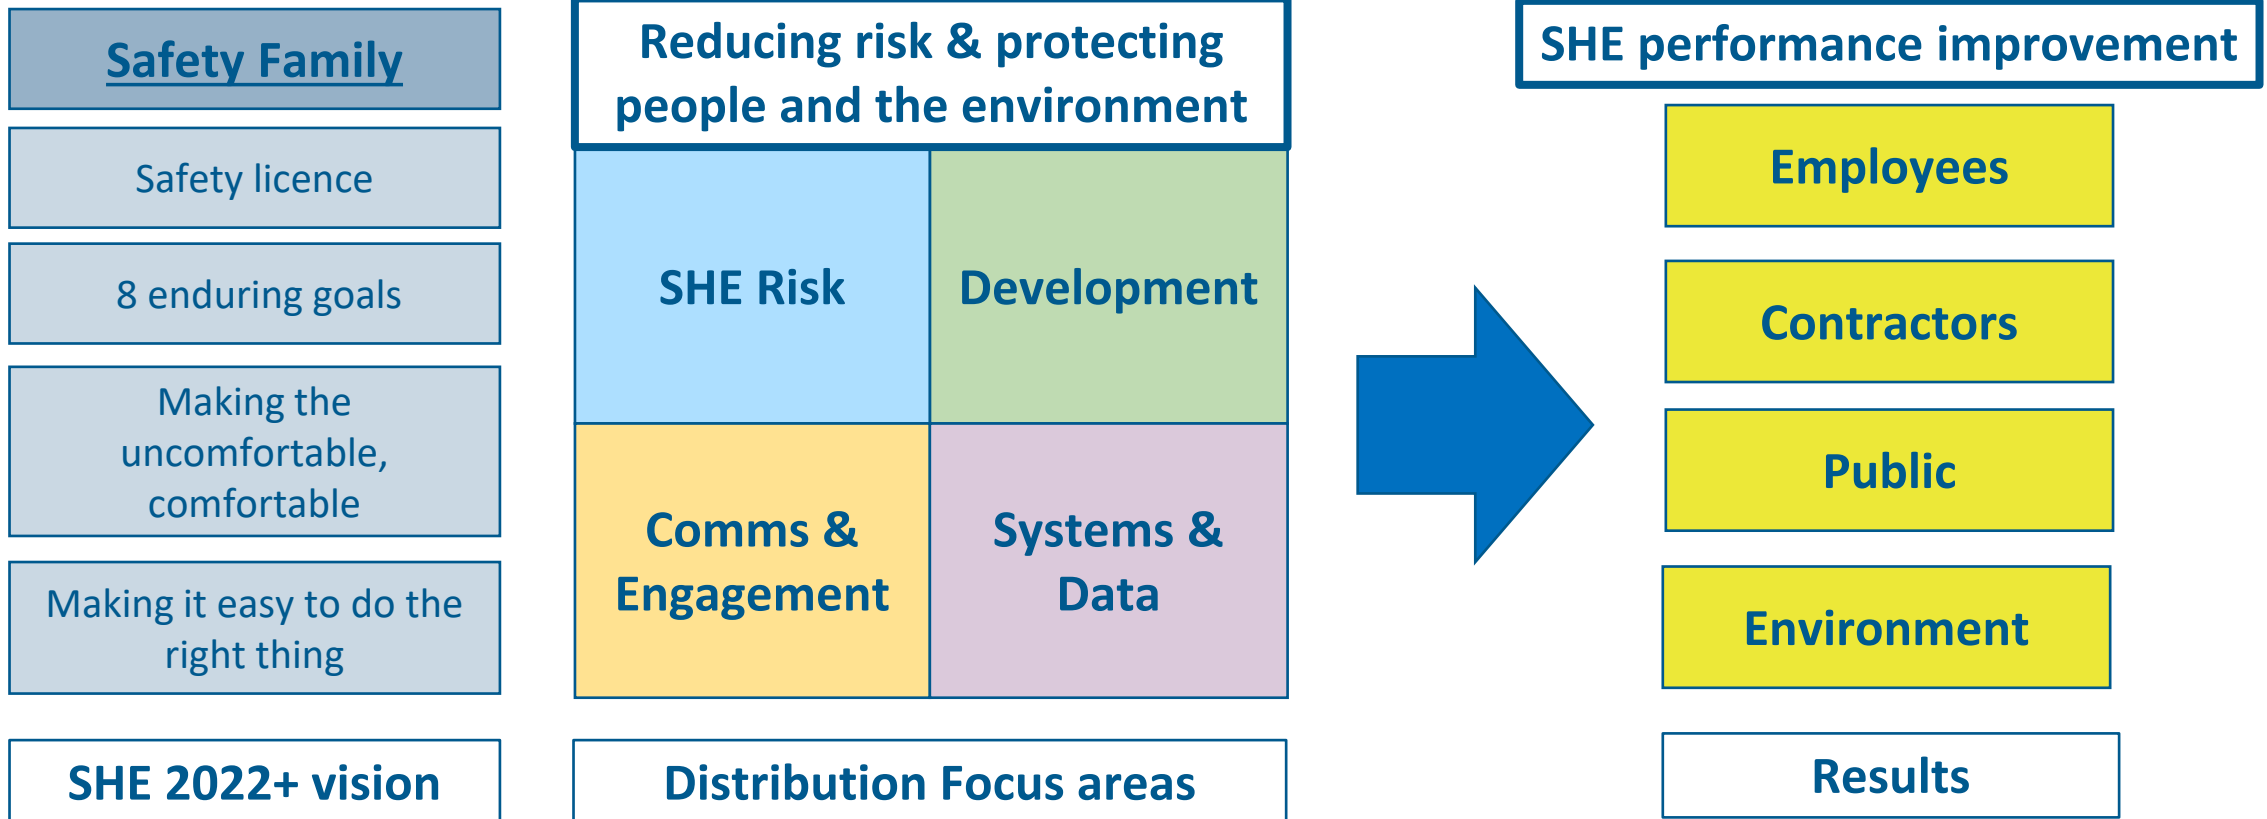 Safety Family
Safety licence
8 enduring goals
Making the
uncomfortable,
comfortable
Making it easy to do the
right thing
SHE 2022+ vision
Reducing risk & protecting
people and the environment
SHE Risk
Development
Comms &
Engagement
Systems &
Data
Distribution Focus areas
SHE performance improvement
Employees
Contractors
Public
Environment
Results